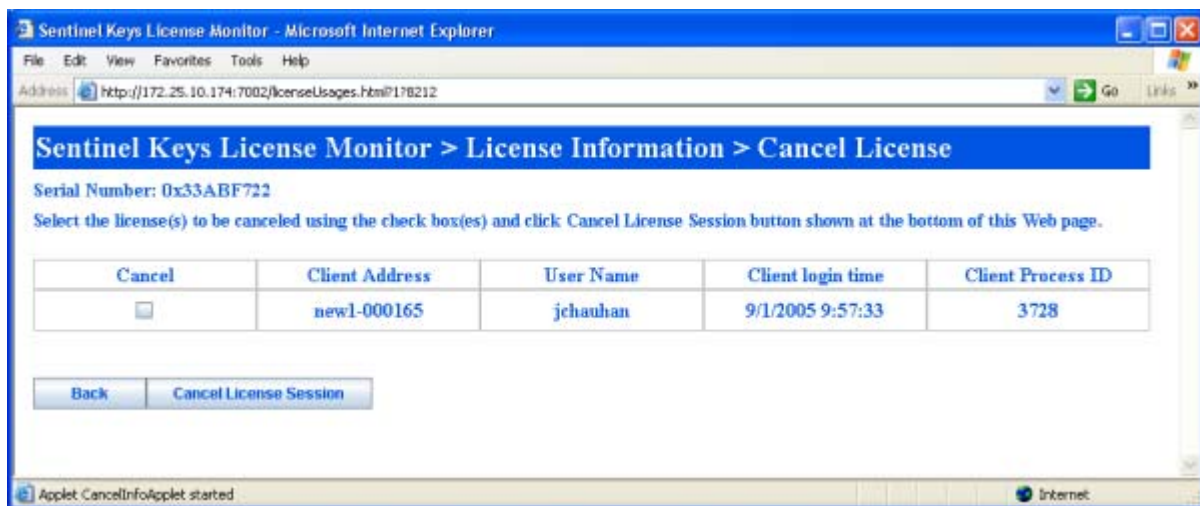 Sentinel Keys License Monitor - Microsoft Internet Explorer
File Edit View Favorites Tools Help
Address http://172.25.10.174:7002/licenseUsages.html?1?8212 Go Links »
Sentinel Keys License Monitor > License Information > Cancel License
Serial Number: 0x33ABF722
Select the license(s) to be canceled using the check box(es) and click Cancel License Session button shown at the bottom of this Web page.
Cancel Client Address User Name Client login time Client Process ID
new1-000165 jchauhan 9/1/2005 9:57:33 3728
Back Cancel License Session
Applet CancelInfoApplet started Internet